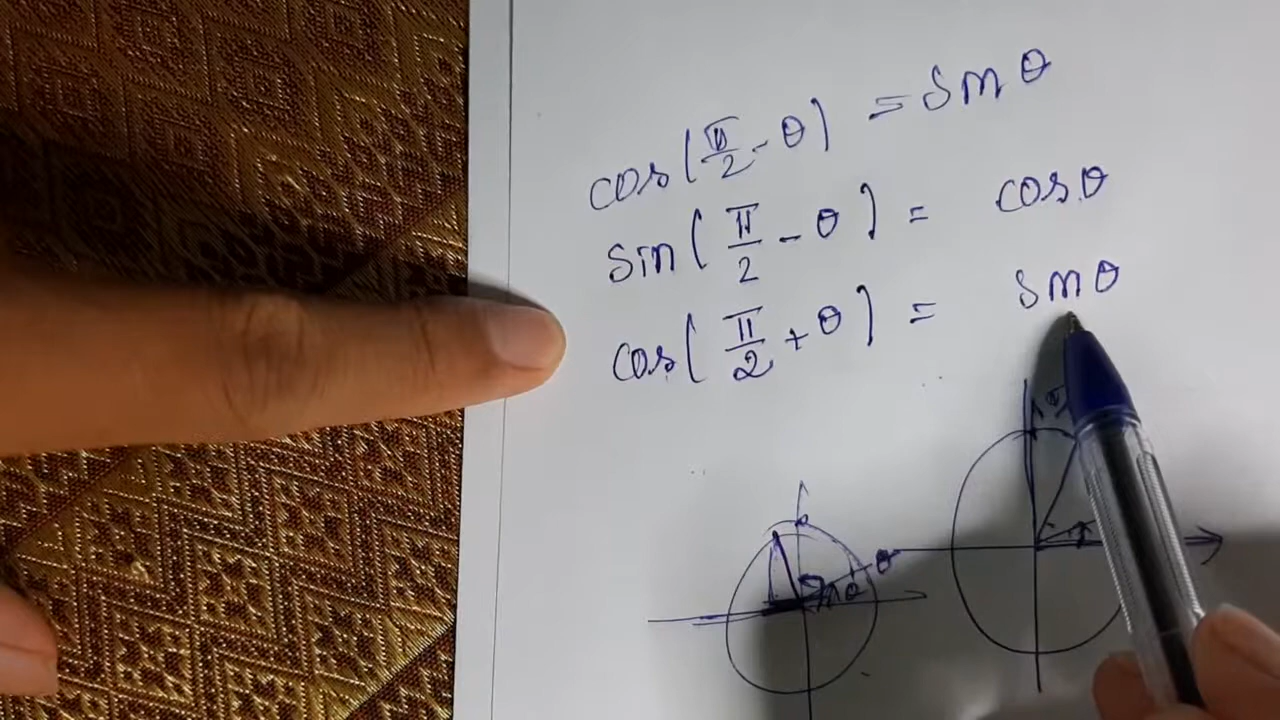 cos(π/2 - θ) = sin θ
sin(π/2 - θ) = cos θ
cos(π/2 + θ) = sin θ
θ